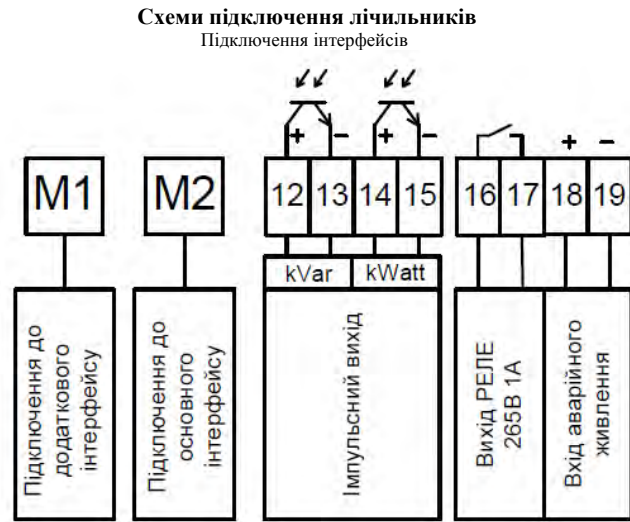 Схеми підключення лічильників
Підключення інтерфейсів
+ − + −
+ −
M1 M2 12 13 14 15 16 17 18 19
kVar kWatt
Підключення до
додаткового
інтерфейсу
Підключення до
основного
інтерфейсу
Імпульсний вихід
Вихід РЕЛЕ
265В 1А
Вхід аварійного
живлення